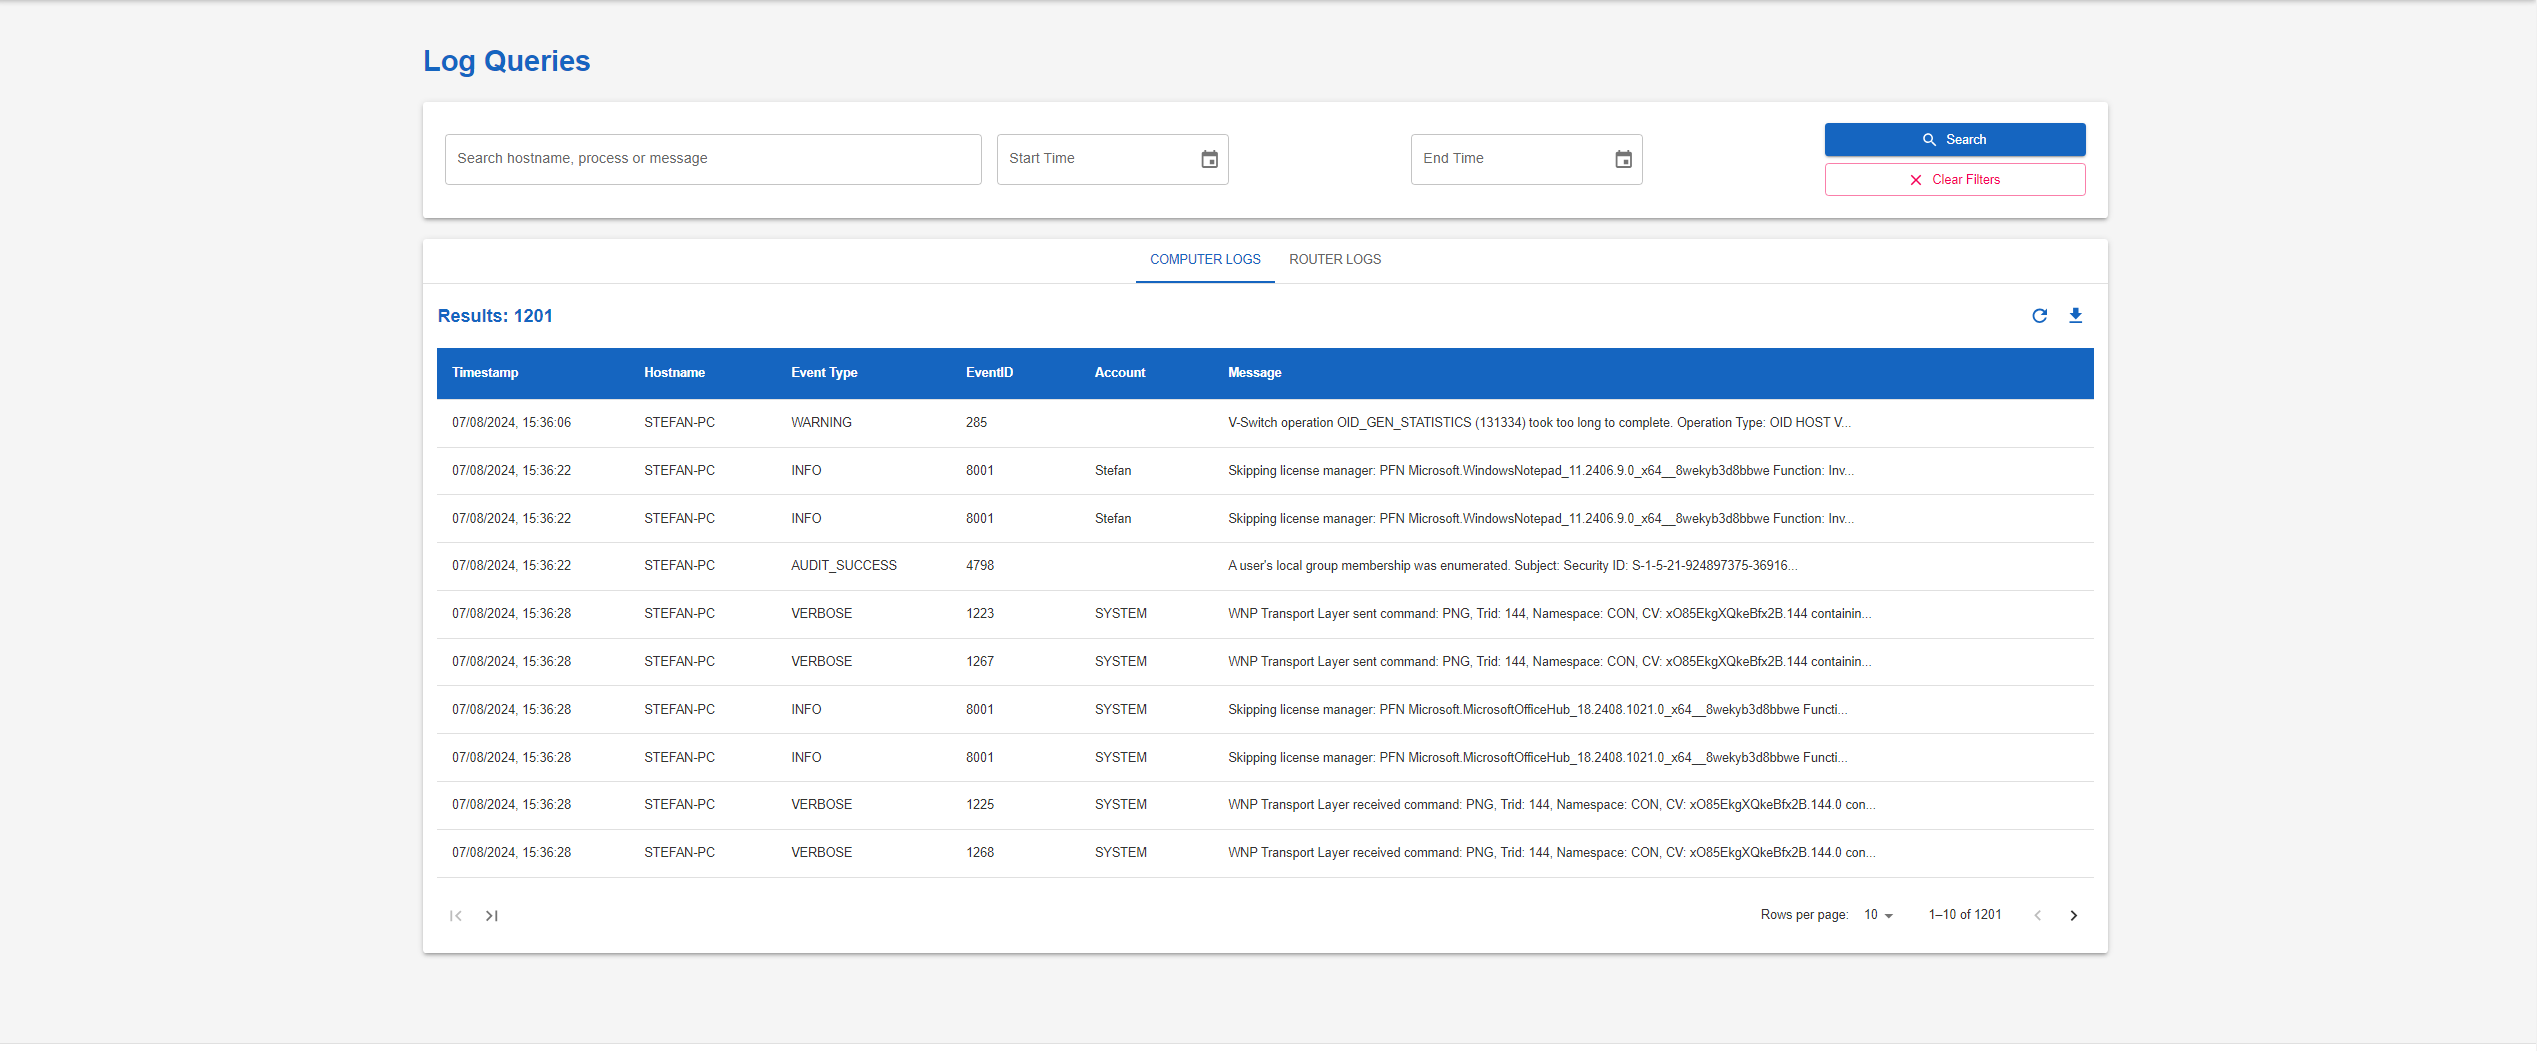 Log Queries
Search hostname, process or message
Start Time
End Time
Search
Clear Filters
COMPUTER LOGS ROUTER LOGS
Results: 1201
Timestamp Hostname Event Type EventID Account Message
07/08/2024, 15:36:06 STEFAN-PC WARNING 285 V-Switch operation OID_GEN_STATISTICS (131334) took too long to complete. Operation Type: OID HOST V...
07/08/2024, 15:36:22 STEFAN-PC INFO 8001 Stefan Skipping license manager: PFN Microsoft.WindowsNotepad_11.2406.9.0_x64__8wekyb3d8bbwe Function: Inv...
07/08/2024, 15:36:22 STEFAN-PC INFO 8001 Stefan Skipping license manager: PFN Microsoft.WindowsNotepad_11.2406.9.0_x64__8wekyb3d8bbwe Function: Inv...
07/08/2024, 15:36:22 STEFAN-PC AUDIT_SUCCESS 4798 A user's local group membership was enumerated. Subject: Security ID: S-1-5-21-924897375-36916...
07/08/2024, 15:36:28 STEFAN-PC VERBOSE 1223 SYSTEM WNP Transport Layer sent command: PNG, Trid: 144, Namespace: CON, CV: xO85EkgXQkeBfx2B.144 containin...
07/08/2024, 15:36:28 STEFAN-PC VERBOSE 1267 SYSTEM WNP Transport Layer sent command: PNG, Trid: 144, Namespace: CON, CV: xO85EkgXQkeBfx2B.144 containin...
07/08/2024, 15:36:28 STEFAN-PC INFO 8001 SYSTEM Skipping license manager: PFN Microsoft.MicrosoftOfficeHub_18.2408.1021.0_x64__8wekyb3d8bbwe Functi...
07/08/2024, 15:36:28 STEFAN-PC INFO 8001 SYSTEM Skipping license manager: PFN Microsoft.MicrosoftOfficeHub_18.2408.1021.0_x64__8wekyb3d8bbwe Functi...
07/08/2024, 15:36:28 STEFAN-PC VERBOSE 1225 SYSTEM WNP Transport Layer received command: PNG, Trid: 144, Namespace: CON, CV: xO85EkgXQkeBfx2B.144.0 con...
07/08/2024, 15:36:28 STEFAN-PC VERBOSE 1268 SYSTEM WNP Transport Layer received command: PNG, Trid: 144, Namespace: CON, CV: xO85EkgXQkeBfx2B.144.0 con...
Rows per page: 10 1–10 of 1201